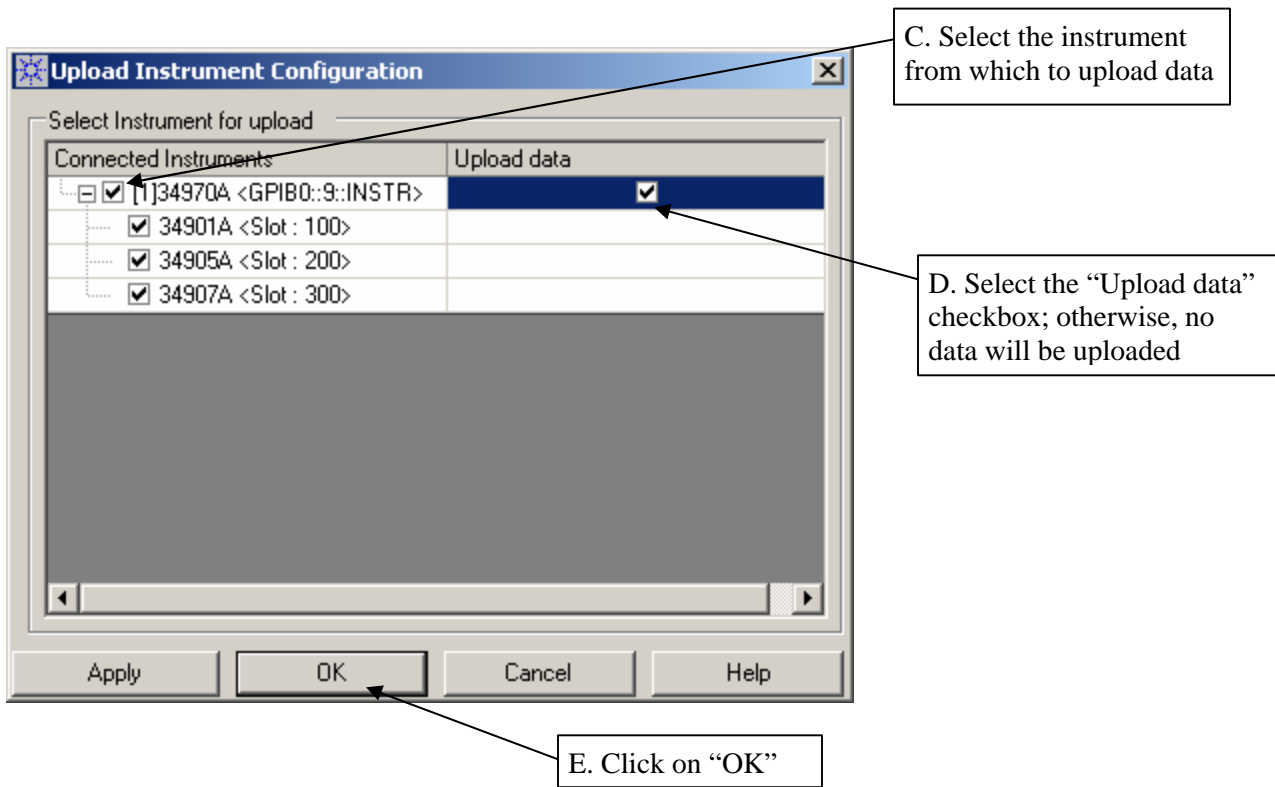 C. Select the instrument
from which to upload data
Upload Instrument Configuration
Select Instrument for upload
Connected Instruments Upload data
[1]34970A <GPIB0::9::INSTR>
34901A <Slot : 100>
34905A <Slot : 200>
34907A <Slot : 300>
D. Select the “Upload data”
checkbox; otherwise, no
data will be uploaded
Apply OK Cancel Help
E. Click on “OK”